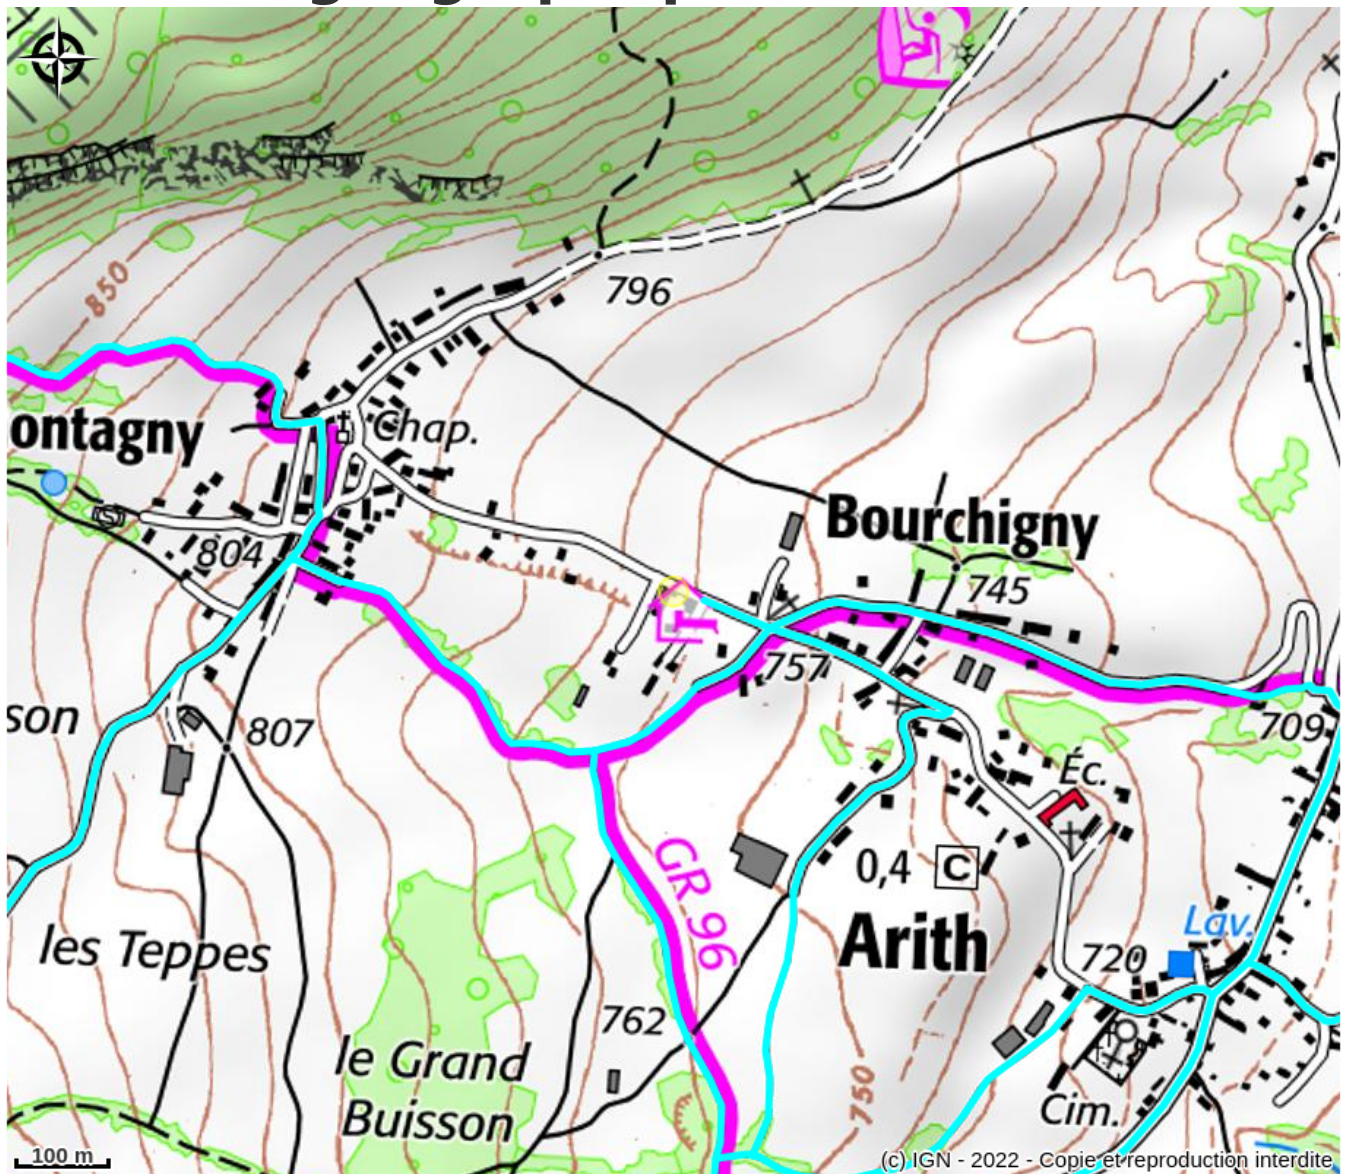 796
850
ontagny
Chap.
Bourchigny
804
745
757
son
807
709
Éc.
GR 96
0,4 C
Arith
Lav.
les Teppes
720
762
le Grand
Buisson
750
Cim.
100 m
(c) IGN - 2022 - Copie et reproduction interdite